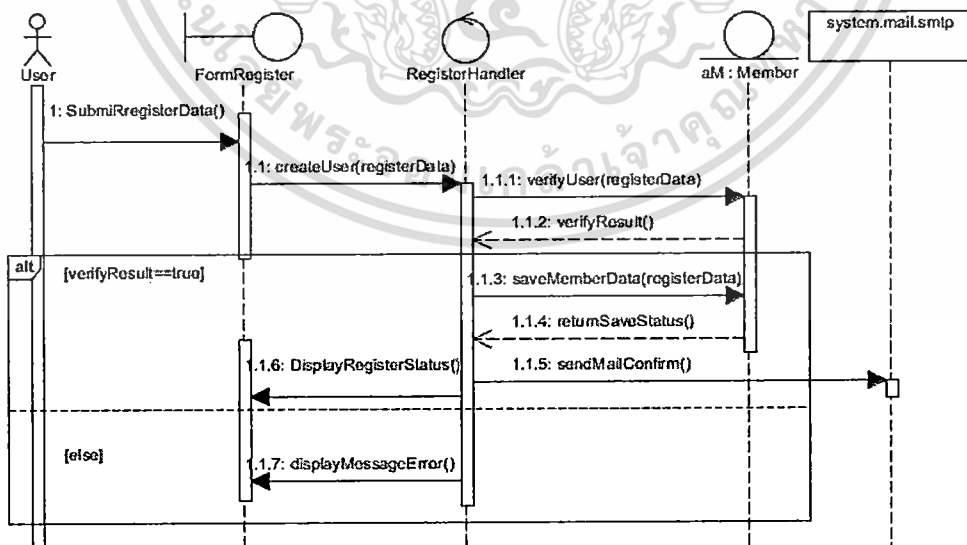 system.mail.smtp
User
FormRegister
RegisterHandler
aM : Member
1: SubmiRregisterData()
1.1: createUser(registerData)
1.1.1: verifyUser(registerData)
1.1.2: verifyResult()
alt
[verifyResult==true]
1.1.3: saveMemberData(registerData)
1.1.4: returnSaveStatus()
1.1.6: DisplayRegisterStatus()
1.1.5: sendMailConfirm()
[else]
1.1.7: displayMessageError()